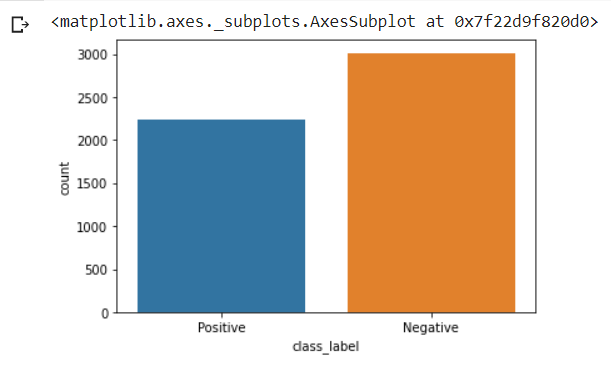 <matplotlib.axes._subplots.AxesSubplot at 0x7f22d9f820d0>
3000
2500
2000
1500
1000
500
0
count
Positive Negative
class_label